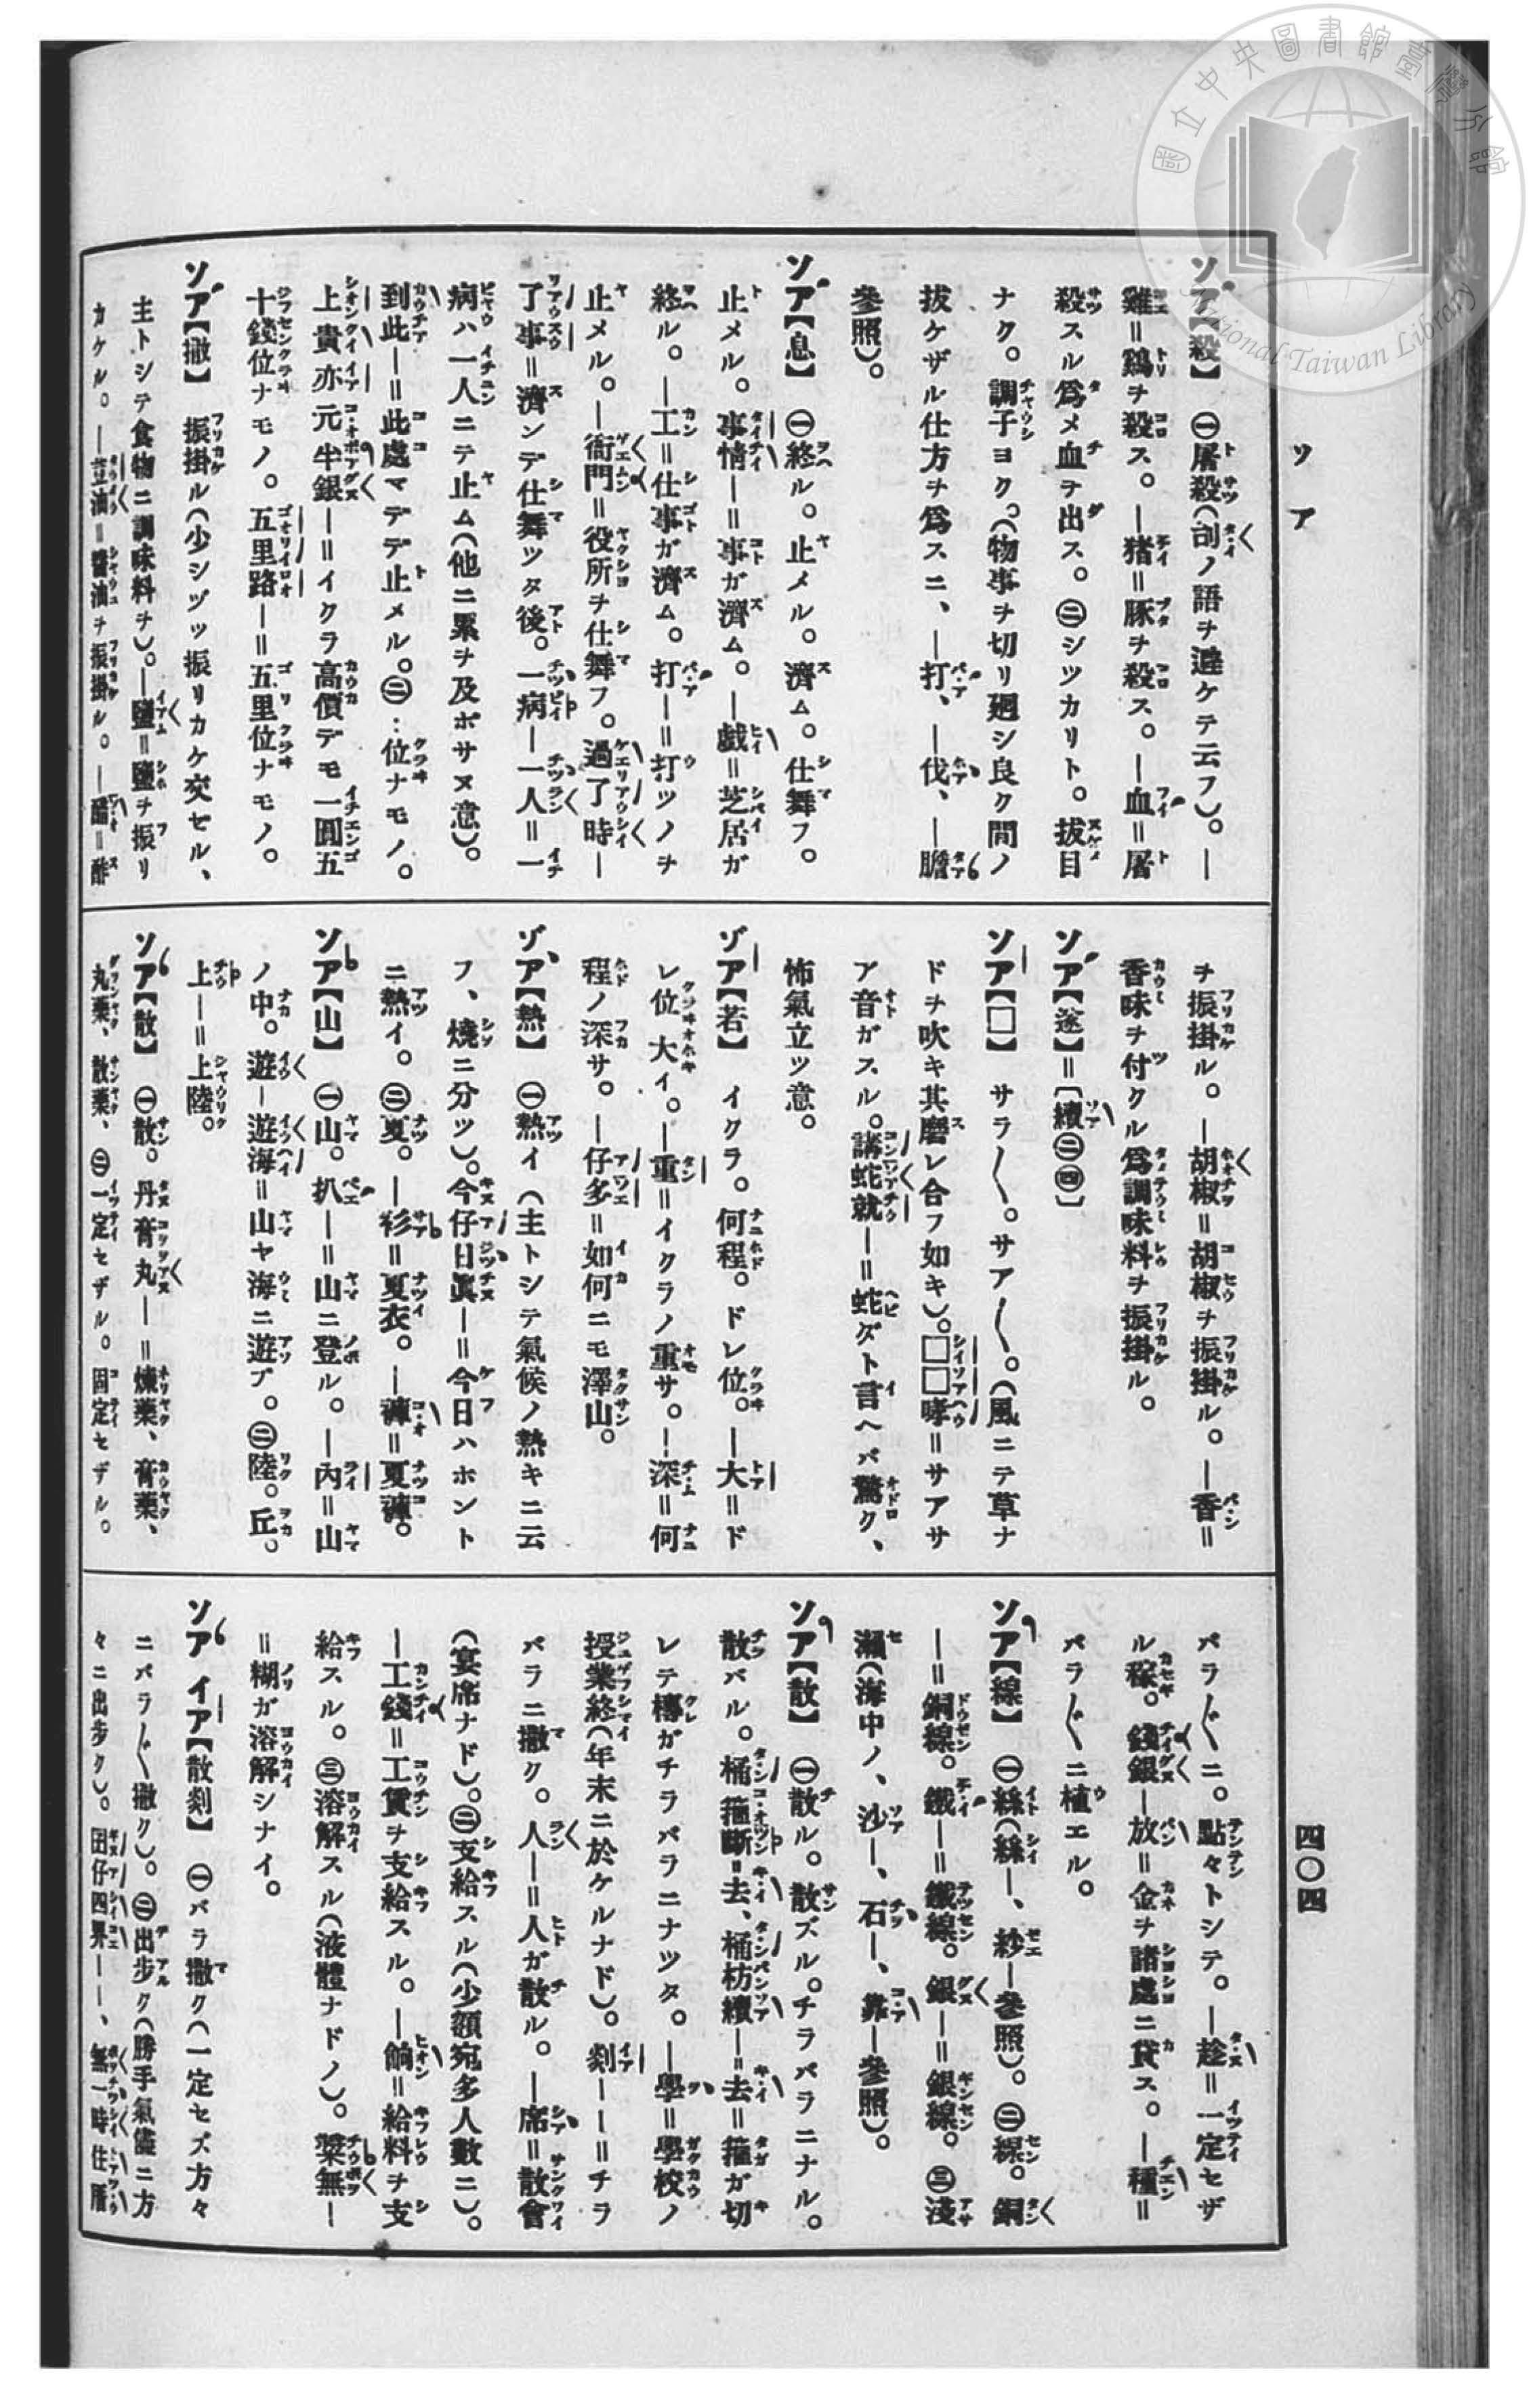 國立中央圖書館臺灣分館
National Taiwan Library
ソア
四〇四
ソア【殺】 ㊀屠殺(刣ノ語ヲ避ケテ云フ)。―
雞=鷄ヲ殺ス。―猪=豚ヲ殺ス。―血=屠
殺スル爲メ血ヲ出ス。㊁シツカリト。拔目
ナク。調子ヨク。(物事ヲ切リ廻シ良ク間ノ
拔ケザル仕方ヲ爲スニ、―打、―伐、―膽
參照)。
ソア【息】 ㊀終ル。止メル。濟ム。仕舞フ。
止メル。事情―=事ガ濟ム。―戲=芝居ガ
終ル。―工=仕事ガ濟ム。打―=打ツノヲ
止メル。―衙門=役所ヲ仕舞フ。過了時―
了事=濟ンデ仕舞ツタ後。一病―一人=一
病ハ一人ニテ止ム(他ニ累ヲ及ボサヌ意)。
到此―=此處マデデ止メル。㊁‥位ナモノ。
上貴亦元半銀―=イクラ高價デモ一圓五
十錢位ナモノ。五里路―=五里位ナモノ。
ソア【撒】 振掛ル(少シヅツ振リカケ交ゼル、
主トシテ食物ニ調味料ヲ)。―鹽=鹽ヲ振リ
カケル。―荳油=醬油ヲ振掛ル。―醋=酢
ヲ振掛ル。―胡椒=胡椒ヲ振掛ル。―香=
香味ヲ付クル爲調味料ヲ振掛ル。
ソア【遂】=〔續㊁㊃〕
ソア【□】 サラ〱。サア〱。(風ニテ草ナ
ドヲ吹キ其磨レ合フ如キ)。□□哮=サアサ
ア音ガスル。講蛇就―=蛇ダト言ヘバ驚ク、
怖氣立ツ意。
ゾア【若】 イクラ。何程。ドレ位。―大=ド
レ位大イ。―重=イクラノ重サ。―深=何
程ノ深サ。―仔多=如何ニモ澤山。
ゾア【熱】 ㊀熱イ(主トシテ氣候ノ熱キニ云
フ、燒ニ分ツ)。今仔日眞―=今日ハホント
ニ熱イ。㊁夏。―衫=夏衣。―褲=夏褲。
ソア【山】 ㊀山。扒―=山ニ登ル。―內=山
ノ中。遊―遊海=山ヤ海ニ遊ブ。㊁陸。丘。
上―=上陸。
ソア【散】 ㊀散。丹膏丸―=煉藥、膏藥、
丸藥、散藥、㊁一定セザル。固定セザル。
バラ〲ニ。點々トシテ。―趁=一定セザ
ル稼。錢銀―放=金ヲ諸處ニ貸ス。―種=
バラ〲ニ植エル。
ソア【線】 ㊀絲(絲―、紗―參照)。㊁線。銅
―=銅線。鐵―=鐵線。銀―=銀線。㊂淺
瀨(海中ノ、沙―、石―、靠―參照)。
ソア【散】 ㊀散ル。散ズル。チラバラニナル。
散バル。桶箍斷=去、桶枋續―=去=箍ガ切
レテ樽ガチラバラニナツタ。―學=學校ノ
授業終(年末ニ於ケルナド)。剡――=チラ
バラニ撒ク。人―=人ガ散ル。―席=散會
(宴席ナド)。㊁支給スル(少額宛多人數ニ)。
―工錢=工賃ヲ支給スル。―餉=給料ヲ支
給スル。㊂溶解スル(液體ナドノ)。漿無―
=糊ガ溶解シナイ。
ソア イア【散剡】 ㊀バラ撒ク(一定セズ方々
ニバラ〲撒ク)。㊁出步ク(勝手氣儘ニ方
々ニ出步ク)。囝仔四界――、無一時住厝